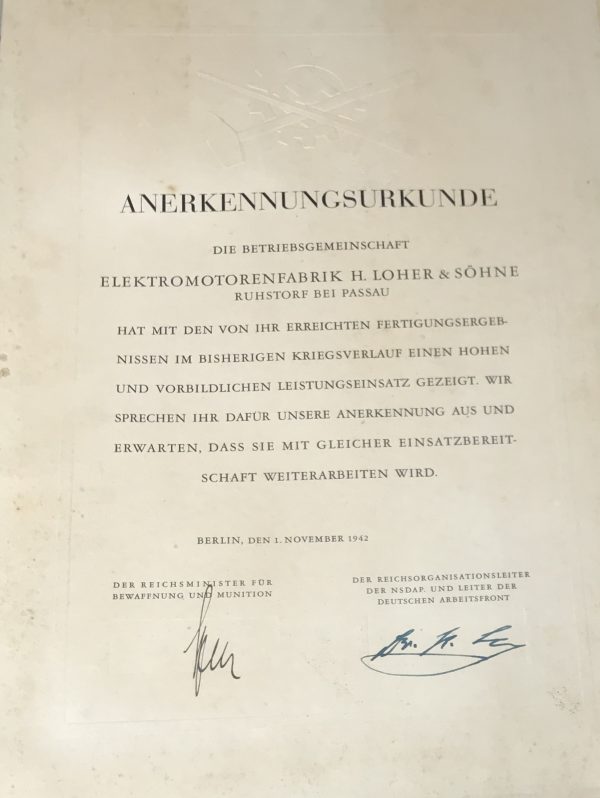 ANERKENNUNGSURKUNDE
DIE BETRIEBSGEMEINSCHAFT
ELEKTROMOTORENFABRIK H. LOHER & SÖHNE
RUHSTORF BEI PASSAU
HAT MIT DEN VON IHR ERREICHTEN FERTIGUNGSERGEB-
NISSEN IM BISHERIGEN KRIEGSVERLAUF EINEN HOHEN
UND VORBILDLICHEN LEISTUNGSEINSATZ GEZEIGT. WIR
SPRECHEN IHR DAFÜR UNSERE ANERKENNUNG AUS UND
ERWARTEN, DASS SIE MIT GLEICHER EINSATZBEREIT-
SCHAFT WEITERARBEITEN WIRD.
BERLIN, DEN 1. NOVEMBER 1942
DER REICHSMINISTER FÜR
BEWAFFNUNG UND MUNITION
DER REICHSORGANISATIONSLEITER
DER NSDAP. UND LEITER DER
DEUTSCHEN ARBEITSFRONT